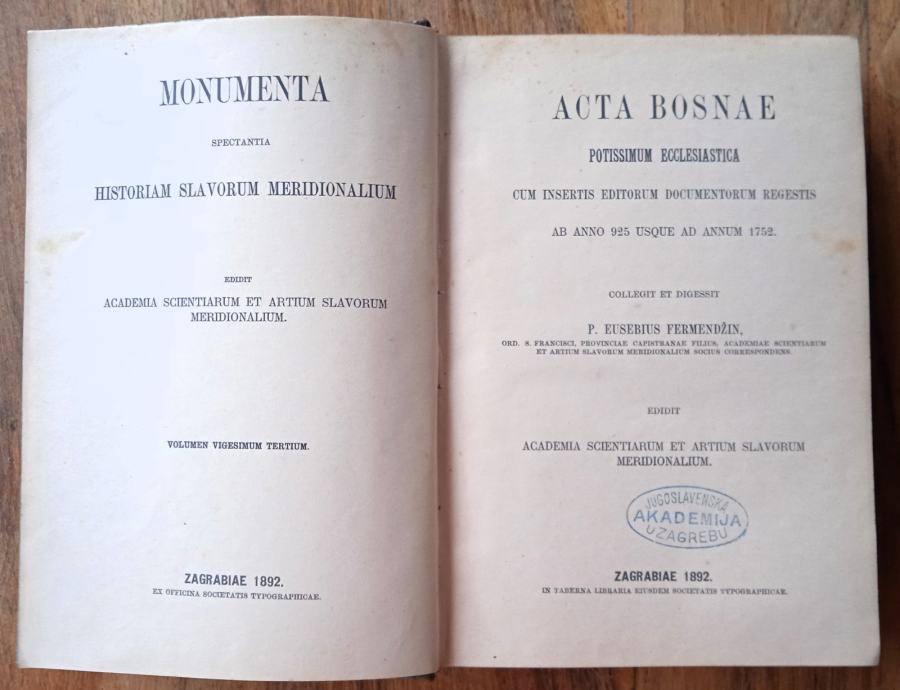 MONUMENTA
SPECTANTIA
HISTORIAM SLAVORUM MERIDIONALIUM
EDIDIT
ACADEMIA SCIENTIARUM ET ARTIUM SLAVORUM
MERIDIONALIUM.
VOLUMEN VIGESIMUM TERTIUM.
ZAGRABIAE 1892.
EX OFFICINA SOCIETATIS TYPOGRAPHICAE.
ACTA BOSNAE
POTISSIMUM ECCLESIASTICA
CUM INSERTIS EDITORUM DOCUMENTORUM REGESTIS
AB ANNO 925 USQUE AD ANNUM 1752.
COLLEGIT ET DIGESSIT
P. EUSEBIUS FERMENDŽIN,
ORD. S. FRANCISCI, PROVINCIAE CAPISTRANAE FILIUS, ACADEMIAE SCIENTIARUM
ET ARTIUM SLAVORUM MERIDIONALIUM SOCIUS CORRESPONDENS.
EDIDIT
ACADEMIA SCIENTIARUM ET ARTIUM SLAVORUM
MERIDIONALIUM.
JUGOSLAVENSKA
AKADEMIJA
U ZAGREBU
ZAGRABIAE 1892.
IN TABERNA LIBRARIA EIUSDEM SOCIETATIS TYPOGRAPHICAE.